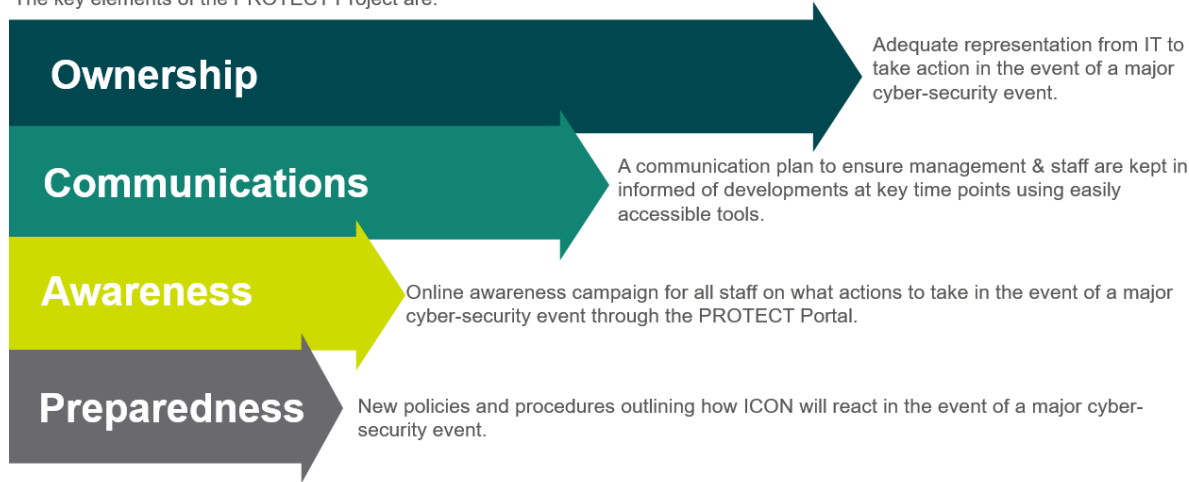 The key elements of the PROTECT Project are:
Ownership
Adequate representation from IT to
take action in the event of a major
cyber-security event.
Communications
A communication plan to ensure management & staff are kept in
informed of developments at key time points using easily
accessible tools.
Awareness
Online awareness campaign for all staff on what actions to take in the event of a major
cyber-security event through the PROTECT Portal.
Preparedness
New policies and procedures outlining how ICON will react in the event of a major cyber-
security event.